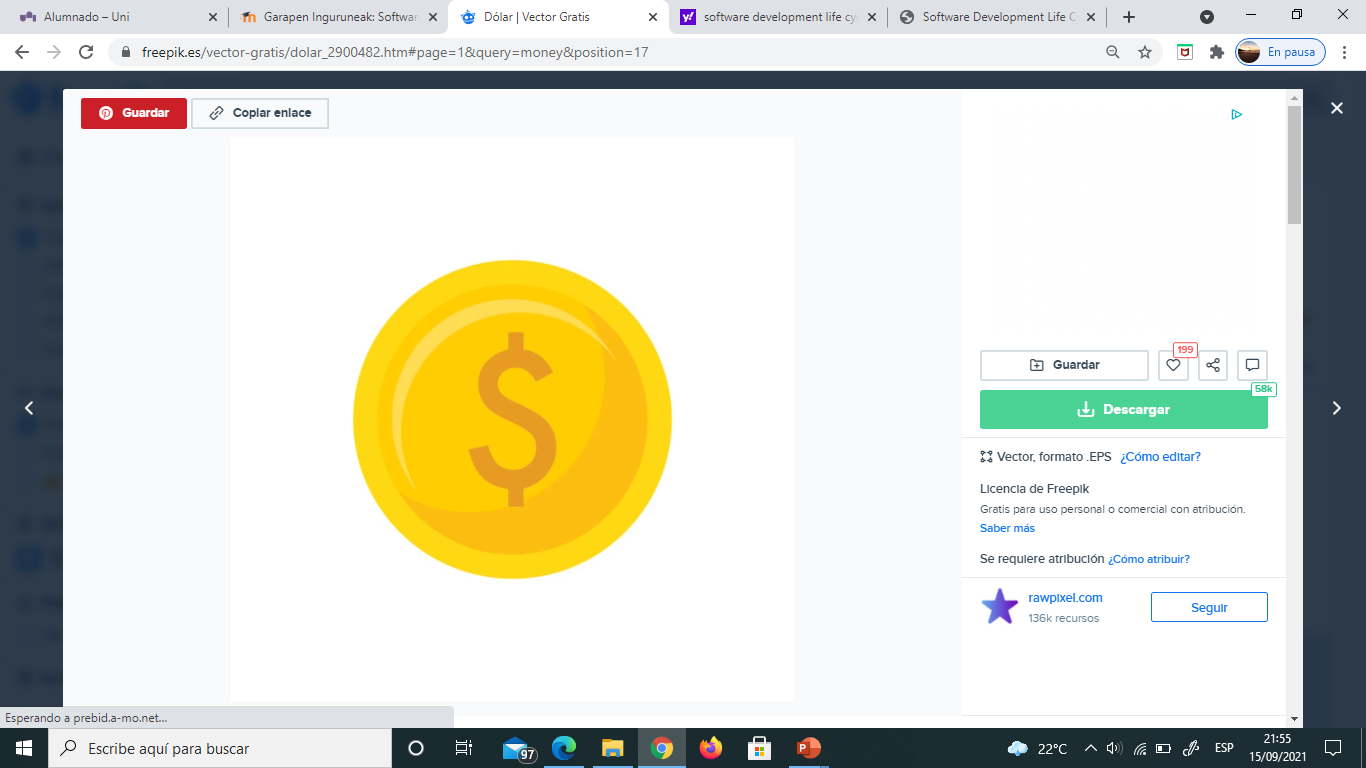 Alumnado – Uni
Garapen Inguruneak: Softwar
Dólar | Vector Gratis
software development life cy
Software Development Life C
freepik.es/vector-gratis/dolar_2900482.htm#page=1&query=money&position=17
En pausa
Guardar
Copiar enlace
$
199
Guardar
58k
Descargar
Vector, formato .EPS ¿Cómo editar?
Licencia de Freepik
Gratis para uso personal o comercial con atribución.
Saber más
Se requiere atribución ¿Cómo atribuir?
rawpixel.com
136k recursos
Seguir
Esperando a prebid.a-mo.net...
Escribe aquí para buscar
97
22°C
ESP
21:55
15/09/2021